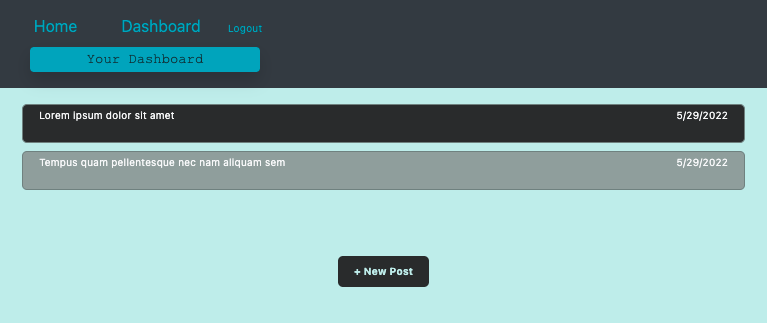 Home Dashboard Logout
Your Dashboard
Lorem ipsum dolor sit amet 5/29/2022
Tempus quam pellentesque nec nam aliquam sem 5/29/2022
+ New Post